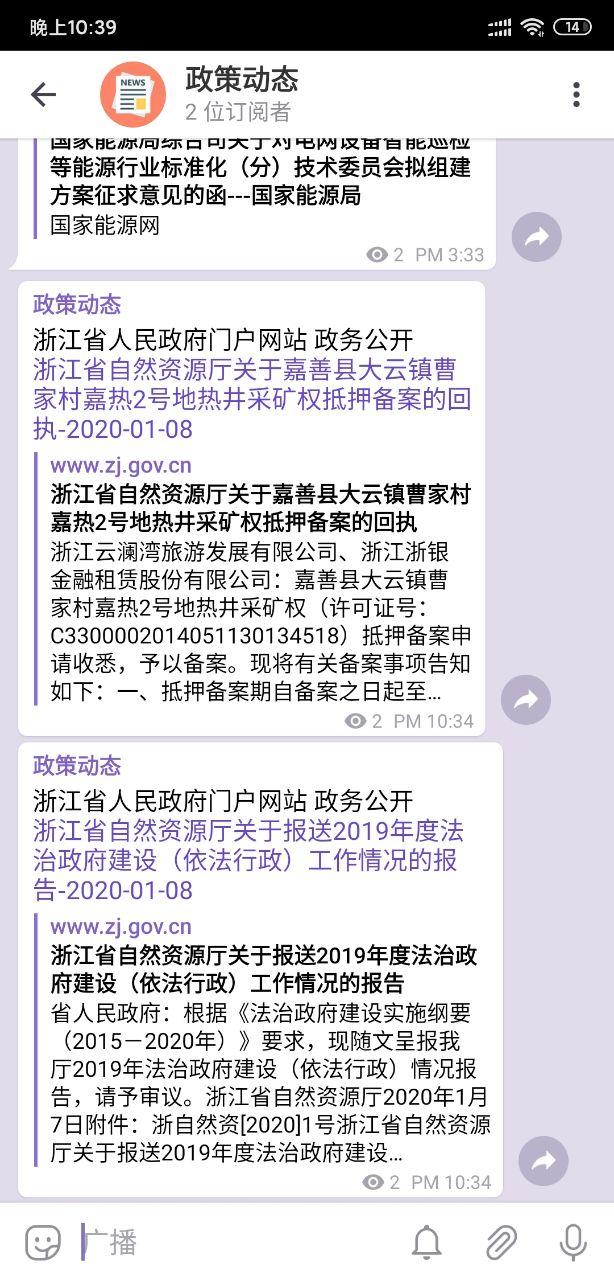 晚上10:39
14
NEWS
政策动态
2 位订阅者
国家能源局综合司关于对电网设备智能巡检
等能源行业标准化（分）技术委员会拟组建
方案征求意见的函---国家能源局
国家能源网
2 PM 3:33
政策动态
浙江省人民政府门户网站 政务公开
浙江省自然资源厅关于嘉善县大云镇曹
家村嘉热2号地热井采矿权抵押备案的回
执-2020-01-08
www.zj.gov.cn
浙江省自然资源厅关于嘉善县大云镇曹家村
嘉热2号地热井采矿权抵押备案的回执
浙江云澜湾旅游发展有限公司、浙江浙银
金融租赁股份有限公司：嘉善县大云镇曹
家村嘉热2号地热井采矿权（许可证号：
C3300002014051130134518）抵押备案申
请收悉，予以备案。现将有关备案事项告知
如下：一、抵押备案期自备案之日起至…
2 PM 10:34
政策动态
浙江省人民政府门户网站 政务公开
浙江省自然资源厅关于报送2019年度法
治政府建设（依法行政）工作情况的报
告-2020-01-08
www.zj.gov.cn
浙江省自然资源厅关于报送2019年度法治政
府建设（依法行政）工作情况的报告
省人民政府：根据《法治政府建设实施纲要
（2015－2020年）》要求，现随文呈报我
厅2019年法治政府建设（依法行政）情况报
告，请予审议。浙江省自然资源厅2020年1月
7日附件：浙自然资[2020]1号浙江省自然资源
厅关于报送2019年度法治政府建设…
2 PM 10:34
广播